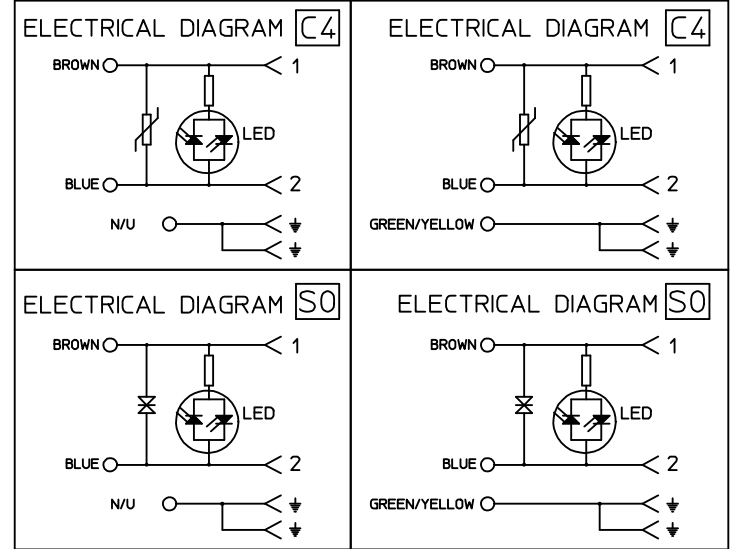 ELECTRICAL DIAGRAM C4
BROWN 1
LED
BLUE 2
N/U
ELECTRICAL DIAGRAM C4
BROWN 1
LED
BLUE 2
GREEN/YELLOW
ELECTRICAL DIAGRAM S0
BROWN 1
LED
BLUE 2
N/U
ELECTRICAL DIAGRAM S0
BROWN 1
LED
BLUE 2
GREEN/YELLOW